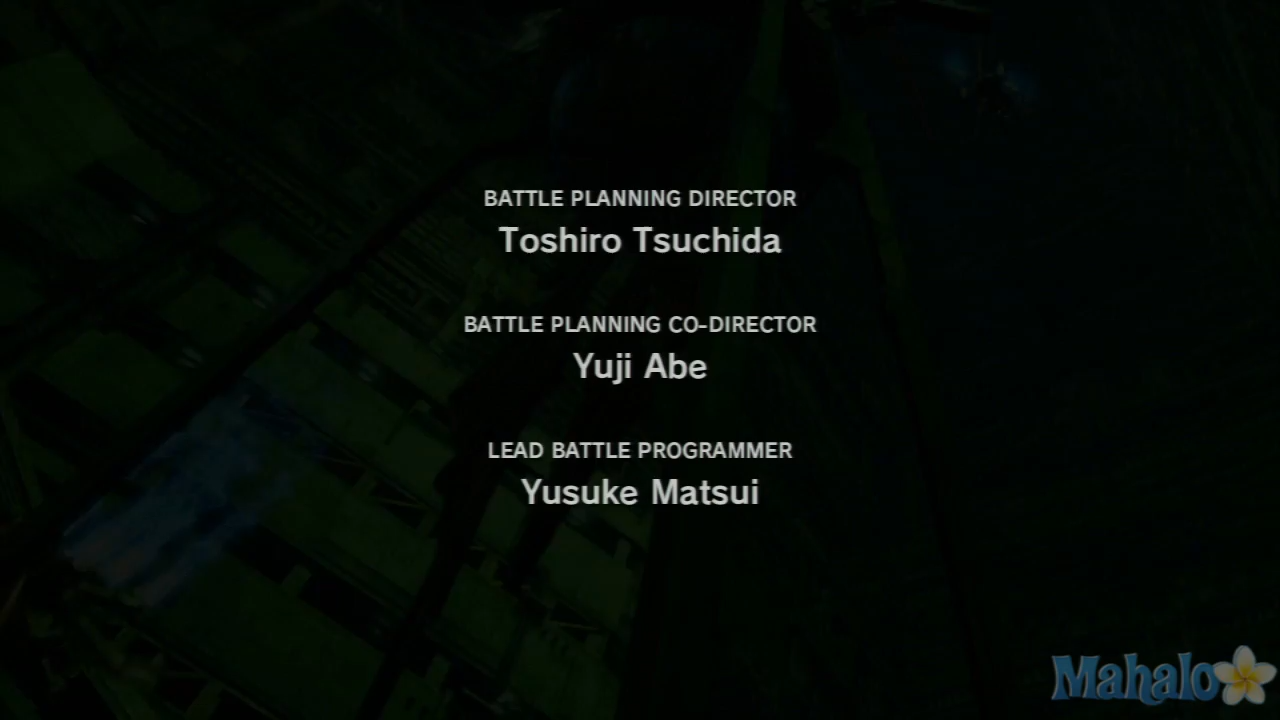 BATTLE PLANNING DIRECTOR
Toshiro Tsuchida
BATTLE PLANNING CO-DIRECTOR
Yuji Abe
LEAD BATTLE PROGRAMMER
Yusuke Matsui
Mahalo